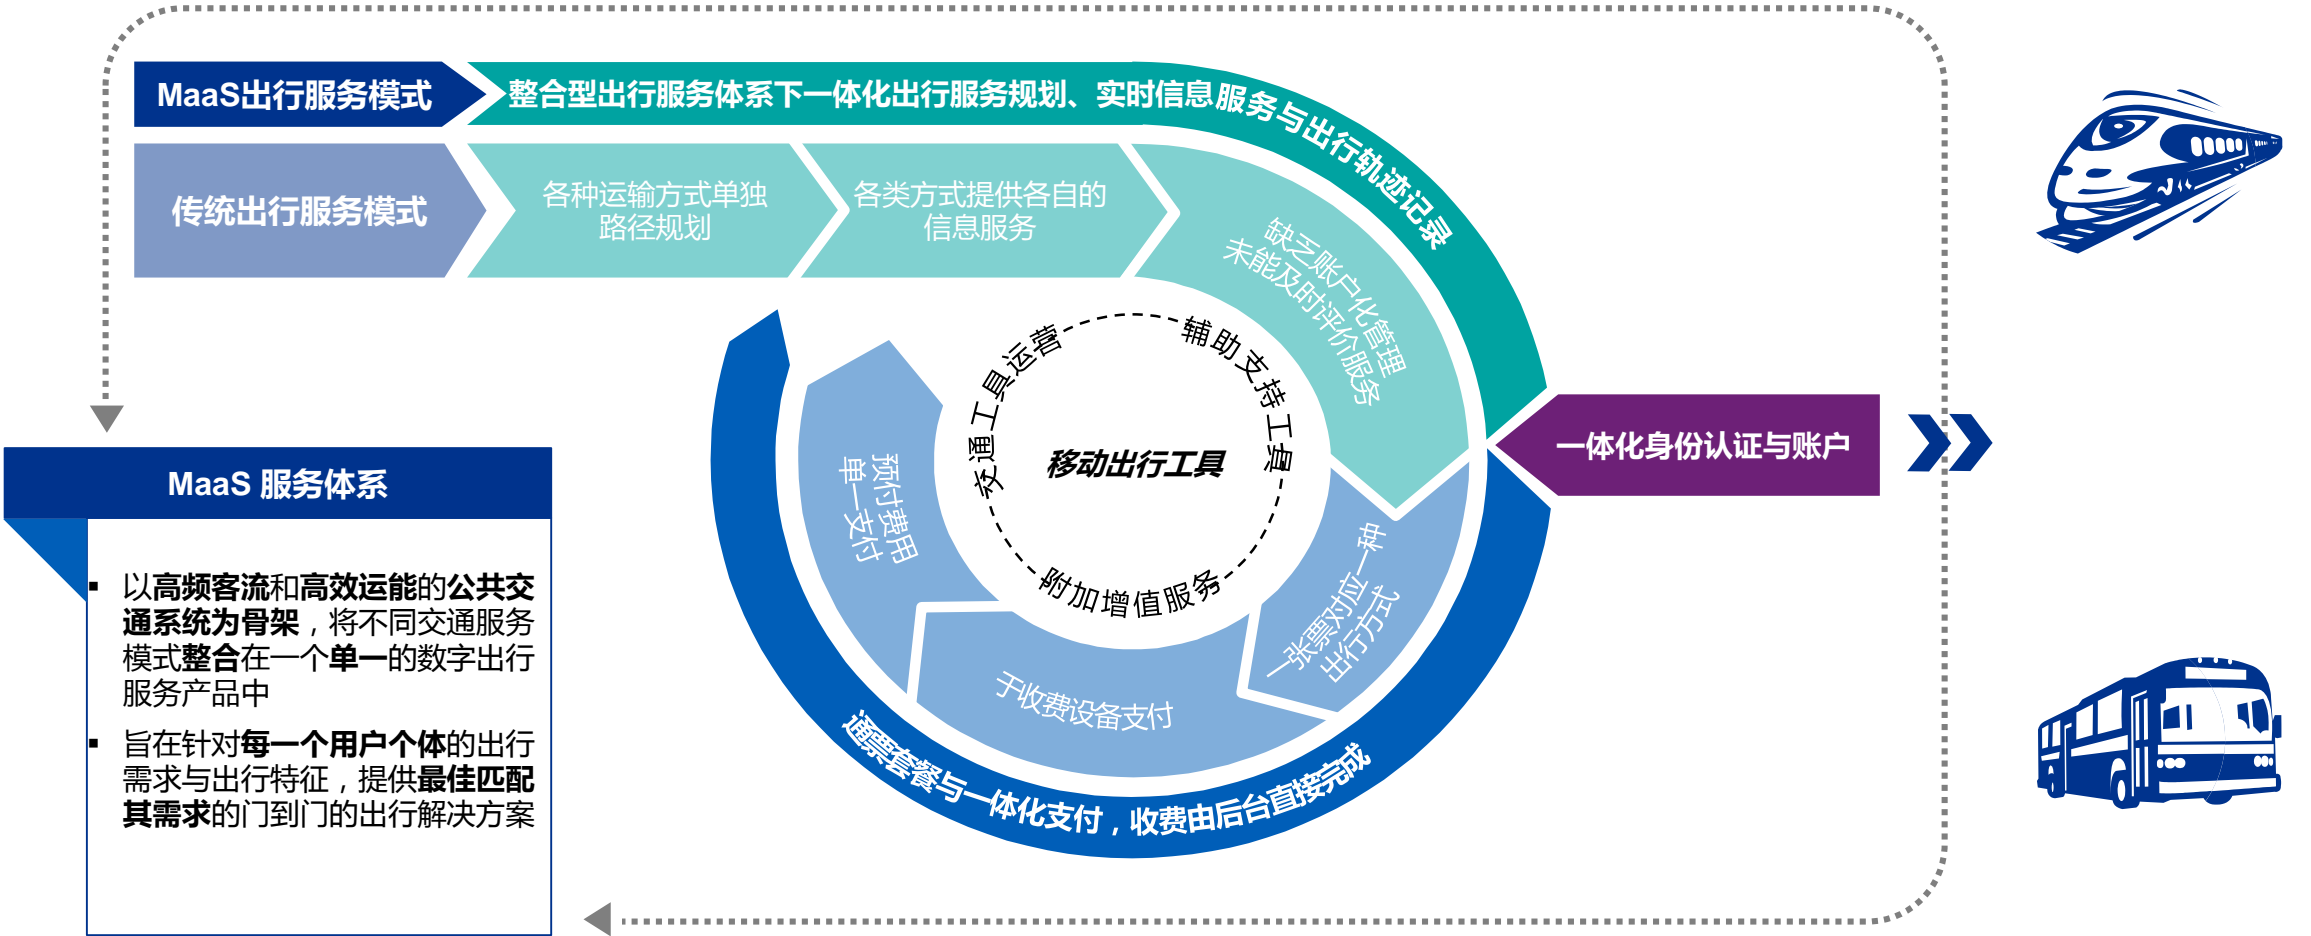 MaaS出行服务模式
整合型出行服务体系下一体化出行服务规划、实时信息服务与出行轨迹记录
传统出行服务模式
各种运输方式单独
路径规划
各类方式提供各自的
信息服务
缺乏账户化管理
未能及时评价服务
一体化身份认证与账户
一张票对应一种
出行方式
于收费设备支付
预付费用
单一支付
通票套餐与一体化支付，收费由后台直接完成
交通工具运营
辅助支持工具
移动出行工具
附加增值服务
MaaS 服务体系
▪ 以高频客流和高效运能的公共交
通系统为骨架，将不同交通服务
模式整合在一个单一的数字出行
服务产品中
▪ 旨在针对每一个用户个体的出行
需求与出行特征，提供最佳匹配
其需求的门到门的出行解决方案